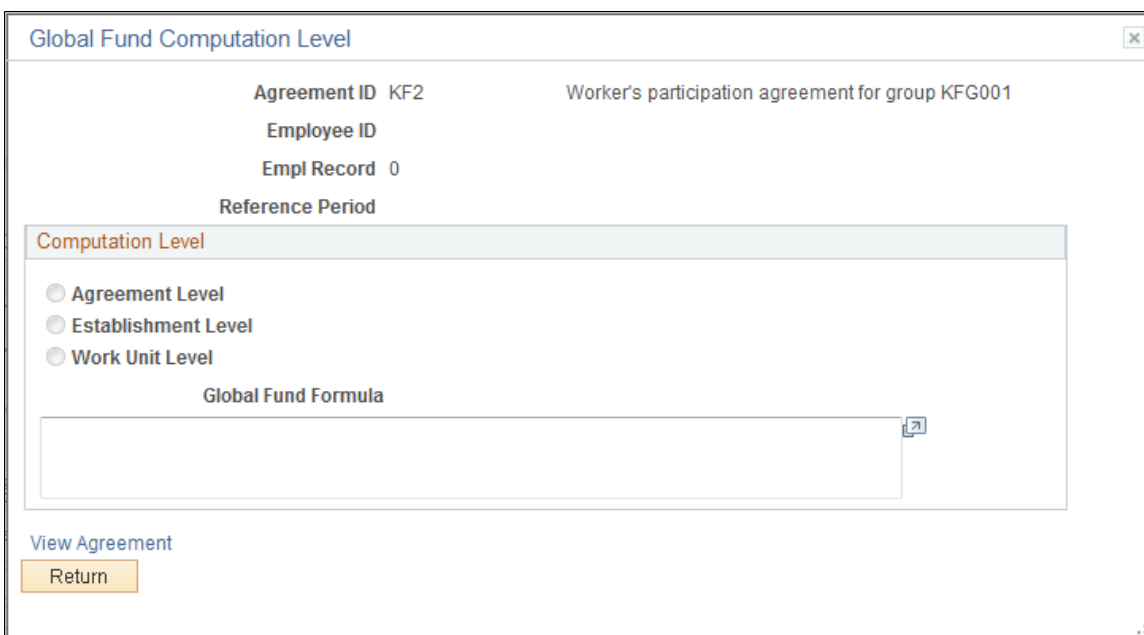 Global Fund Computation Level
Agreement ID KF2 Worker's participation agreement for group KFG001
Employee ID
Empl Record 0
Reference Period
Computation Level
Agreement Level
Establishment Level
Work Unit Level
Global Fund Formula
View Agreement
Return